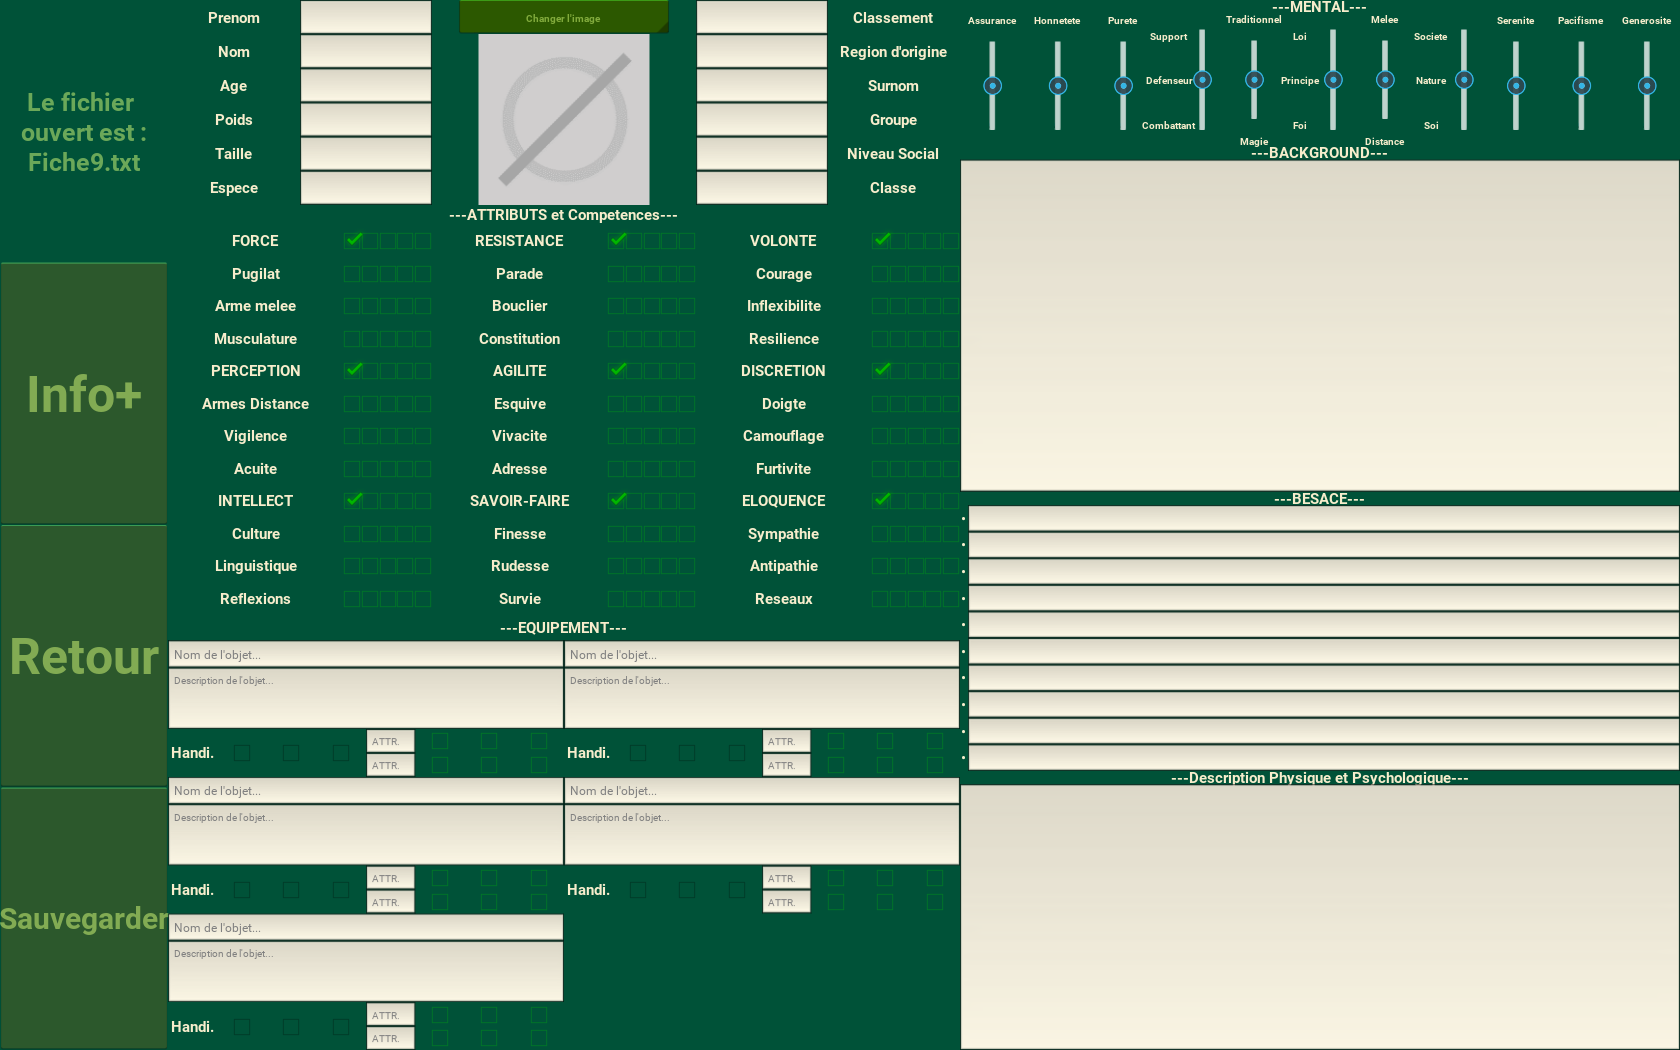 Le fichier
ouvert est :
Fiche9.txt
Info+
Retour
Sauvegarder
Prenom
Nom
Age
Poids
Taille
Espece
Changer l'image
Classement
Region d'origine
Surnom
Groupe
Niveau Social
Classe
---ATTRIBUTS et Competences---
FORCE RESISTANCE VOLONTE
Pugilat Parade Courage
Arme melee Bouclier Inflexibilite
Musculature Constitution Resilience
PERCEPTION AGILITE DISCRETION
Armes Distance Esquive Doigte
Vigilence Vivacite Camouflage
Acuite Adresse Furtivite
INTELLECT SAVOIR-FAIRE ELOQUENCE
Culture Finesse Sympathie
Linguistique Rudesse Antipathie
Reflexions Survie Reseaux
---EQUIPEMENT---
Nom de l'objet... Nom de l'objet...
Description de l'objet... Description de l'objet...
Handi. ATTR. ATTR. Handi. ATTR. ATTR.
Nom de l'objet... Nom de l'objet...
Description de l'objet... Description de l'objet...
Handi. ATTR. ATTR. Handi. ATTR. ATTR.
Nom de l'objet...
Description de l'objet...
Handi. ATTR. ATTR.
---MENTAL---
Assurance Honnetete Purete Traditionnel Melee Serenite Pacifisme Generosite
Support Loi Societe
Defenseur Principe Nature
Combattant Foi Soi
Magie Distance
---BACKGROUND---
---BESACE---
---Description Physique et Psychologique---